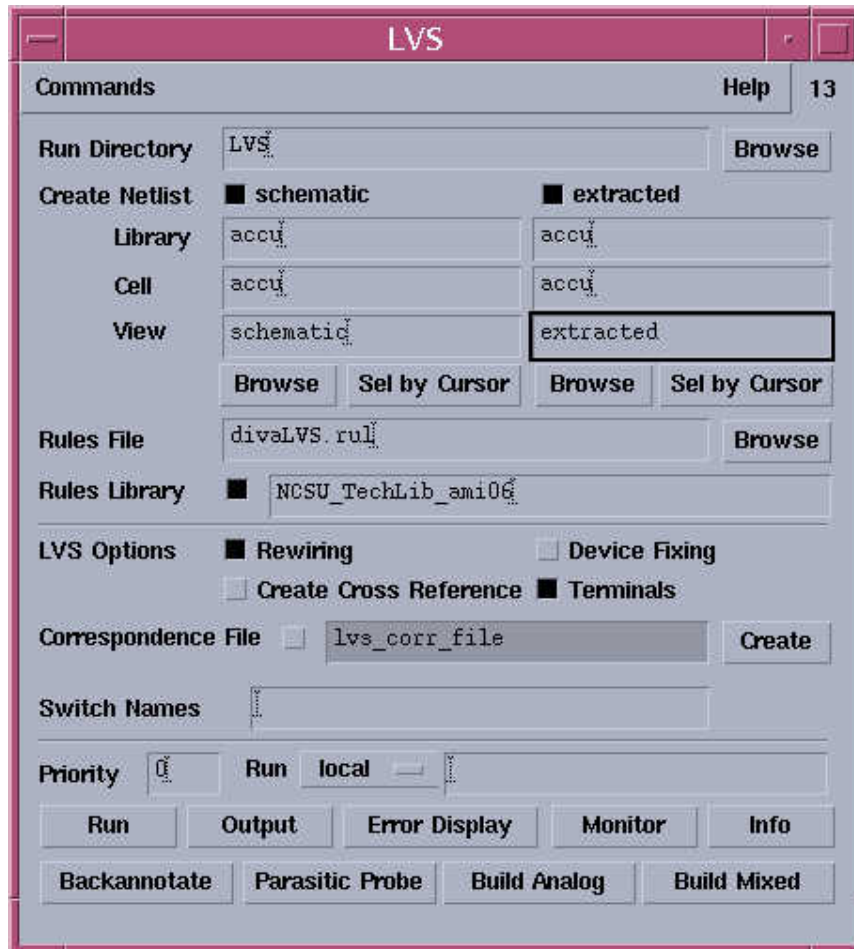 LVS
Commands Help 13
Run Directory LVS Browse
Create Netlist schematic extracted
Library accu accu
Cell accu accu
View schematic extracted
Browse Sel by Cursor Browse Sel by Cursor
Rules File divaLVS.rul Browse
Rules Library NCSU_TechLib_ami06
LVS Options Rewiring Device Fixing
Create Cross Reference Terminals
Correspondence File lvs_corr_file Create
Switch Names
Priority 0 Run local
Run Output Error Display Monitor Info
Backannotate Parasitic Probe Build Analog Build Mixed